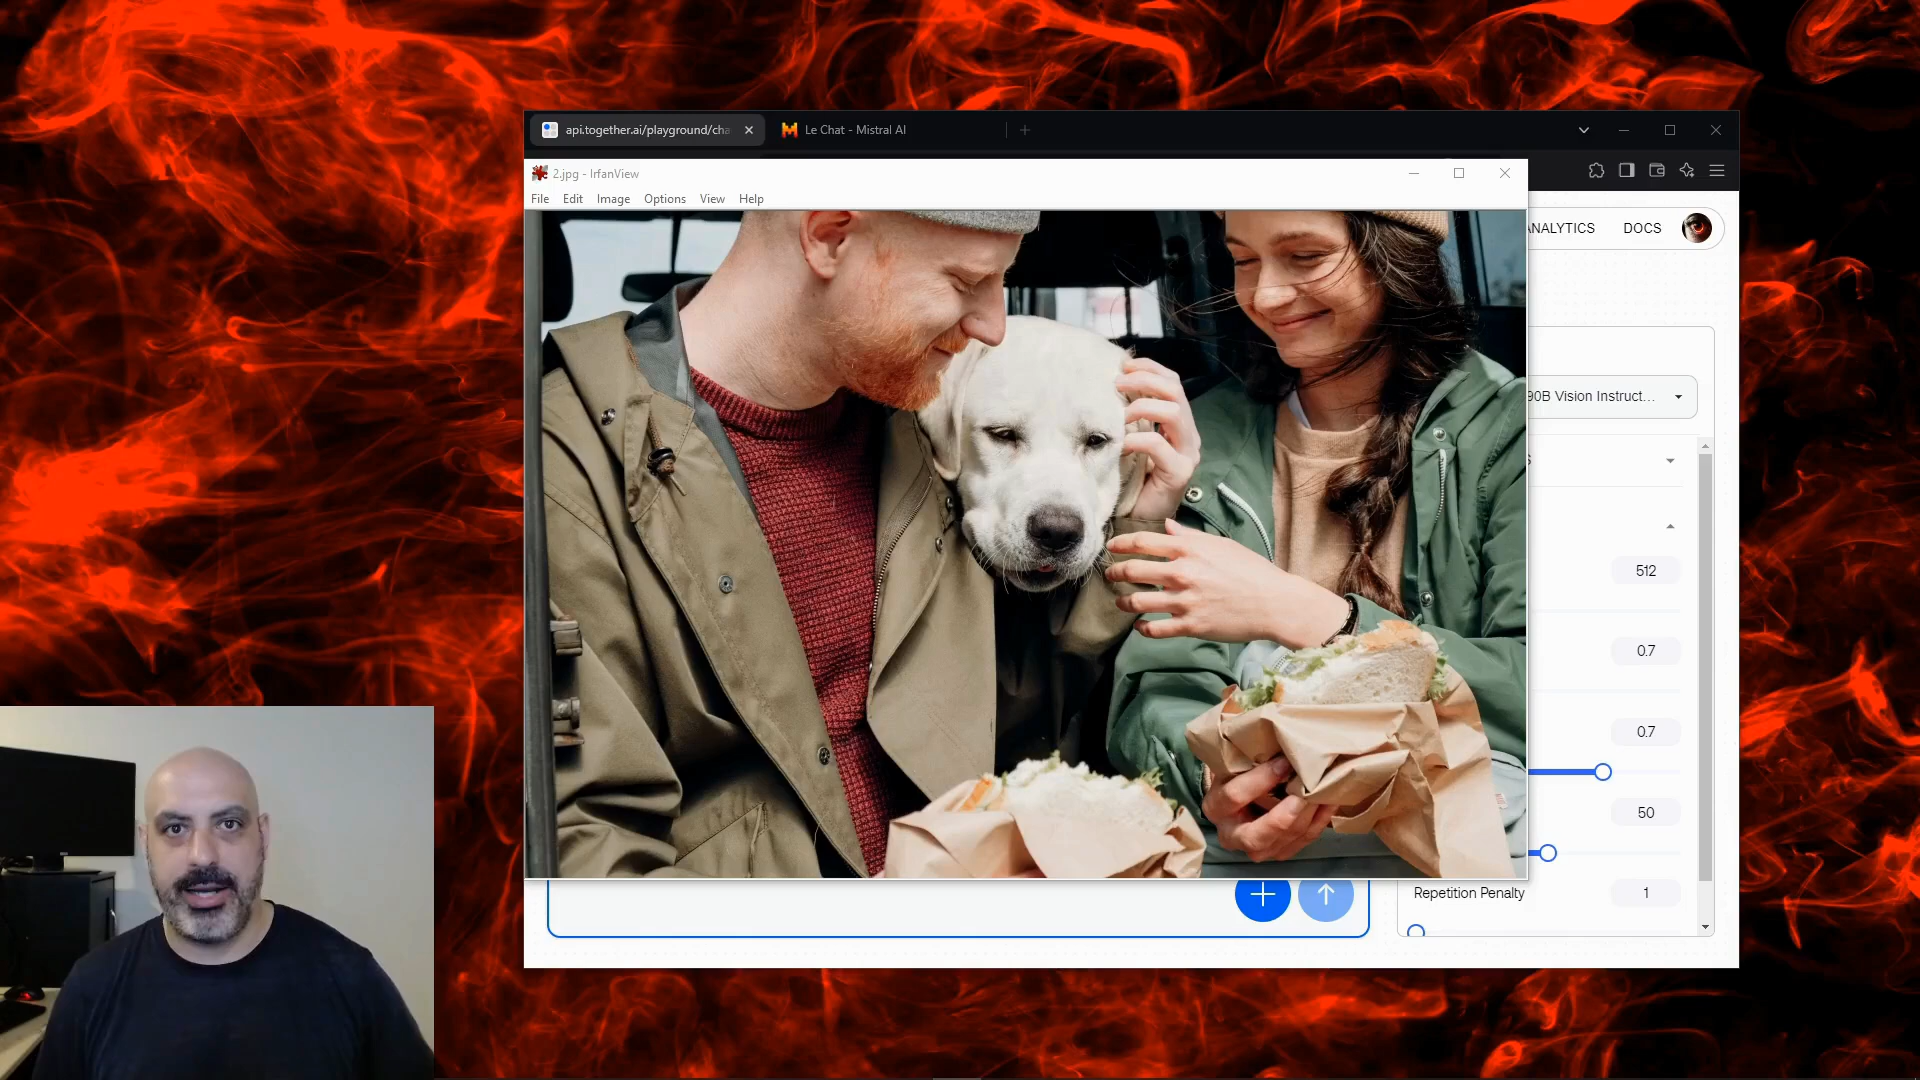 api.together.ai/playground/cha
Le Chat - Mistral AI
2.jpg - IrfanView
File Edit Image Options View Help
ANALYTICS DOCS
90B Vision Instruct...
S
512
0.7
0.7
50
Repetition Penalty 1